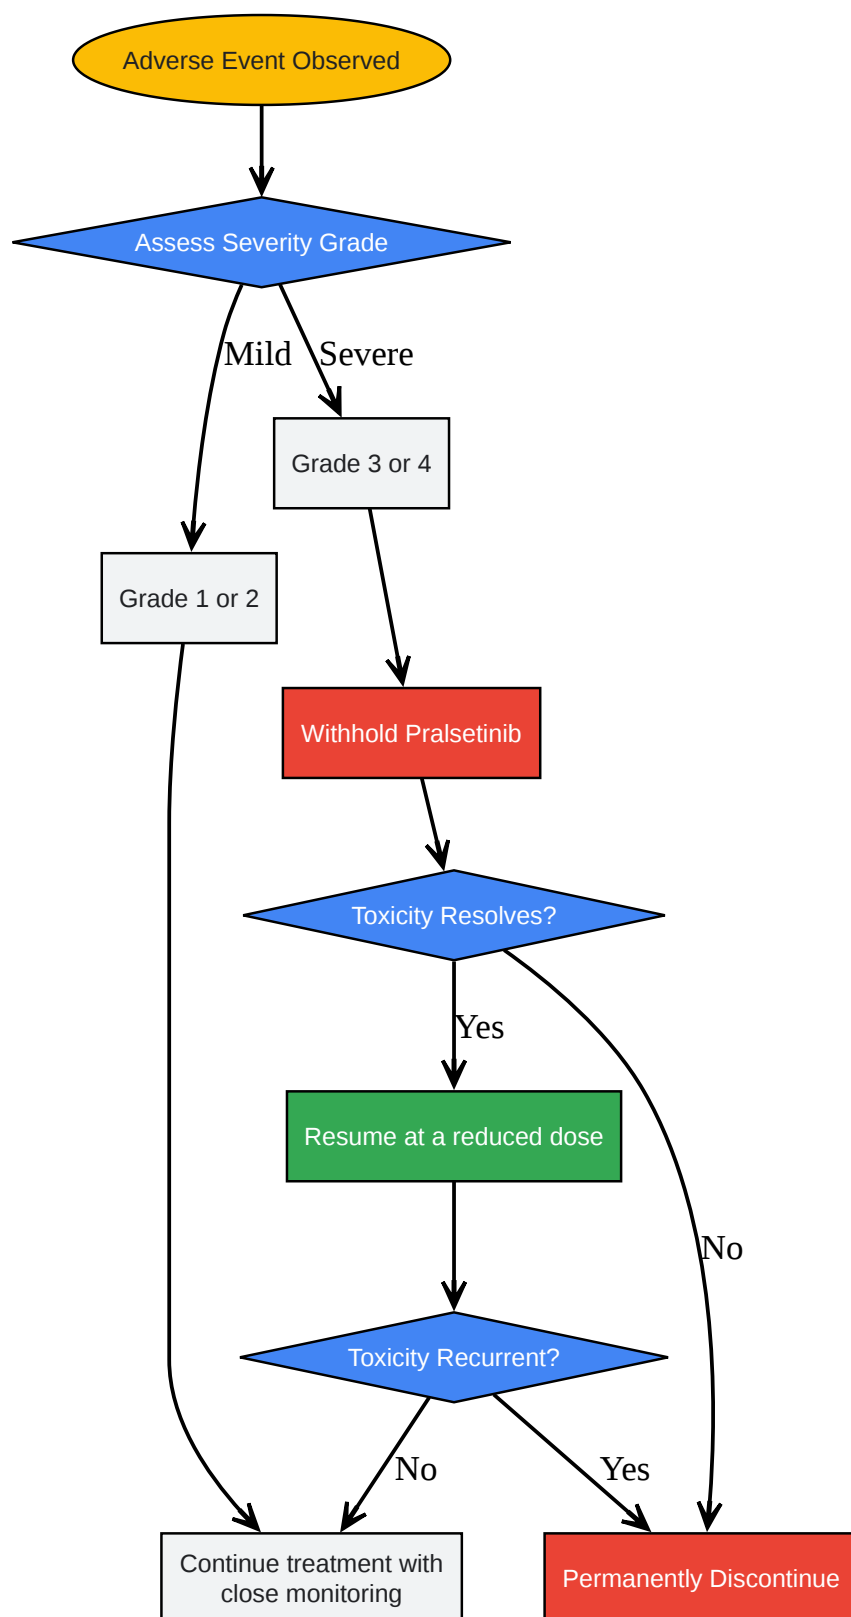 Adverse Event Observed
Assess Severity Grade
Mild
Severe
Grade 3 or 4
Grade 1 or 2
Withhold Pralsetinib
Toxicity Resolves?
Yes
Resume at a reduced dose
No
Toxicity Recurrent?
No
Yes
Continue treatment with
close monitoring
Permanently Discontinue